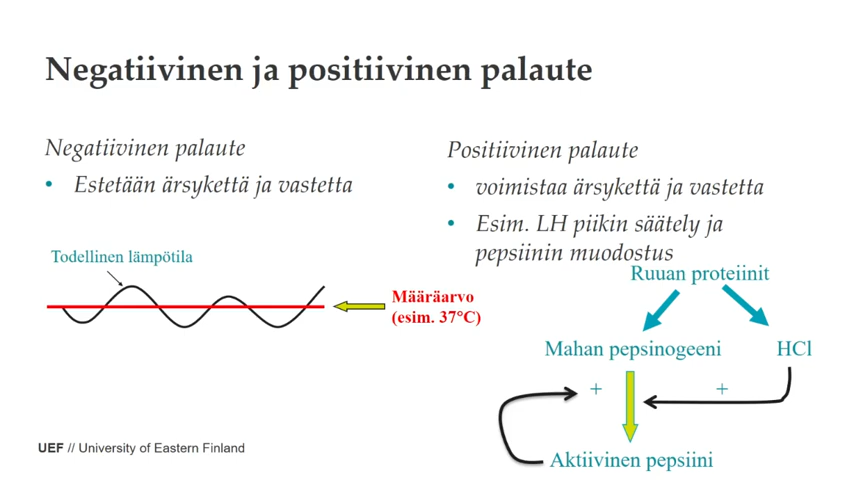 Negatiivinen ja positiivinen palaute
Negatiivinen palaute
• Estetään ärsykettä ja vastetta
Todellinen lämpötila
Määräarvo
(esim. 37°C)
Positiivinen palaute
• voimistaa ärsykettä ja vastetta
• Esim. LH piikin säätely ja
pepsiinin muodostus
Ruuan proteiinit
Mahan pepsinogeeni
HCl
+
+
Aktiivinen pepsiini
UEF // University of Eastern Finland